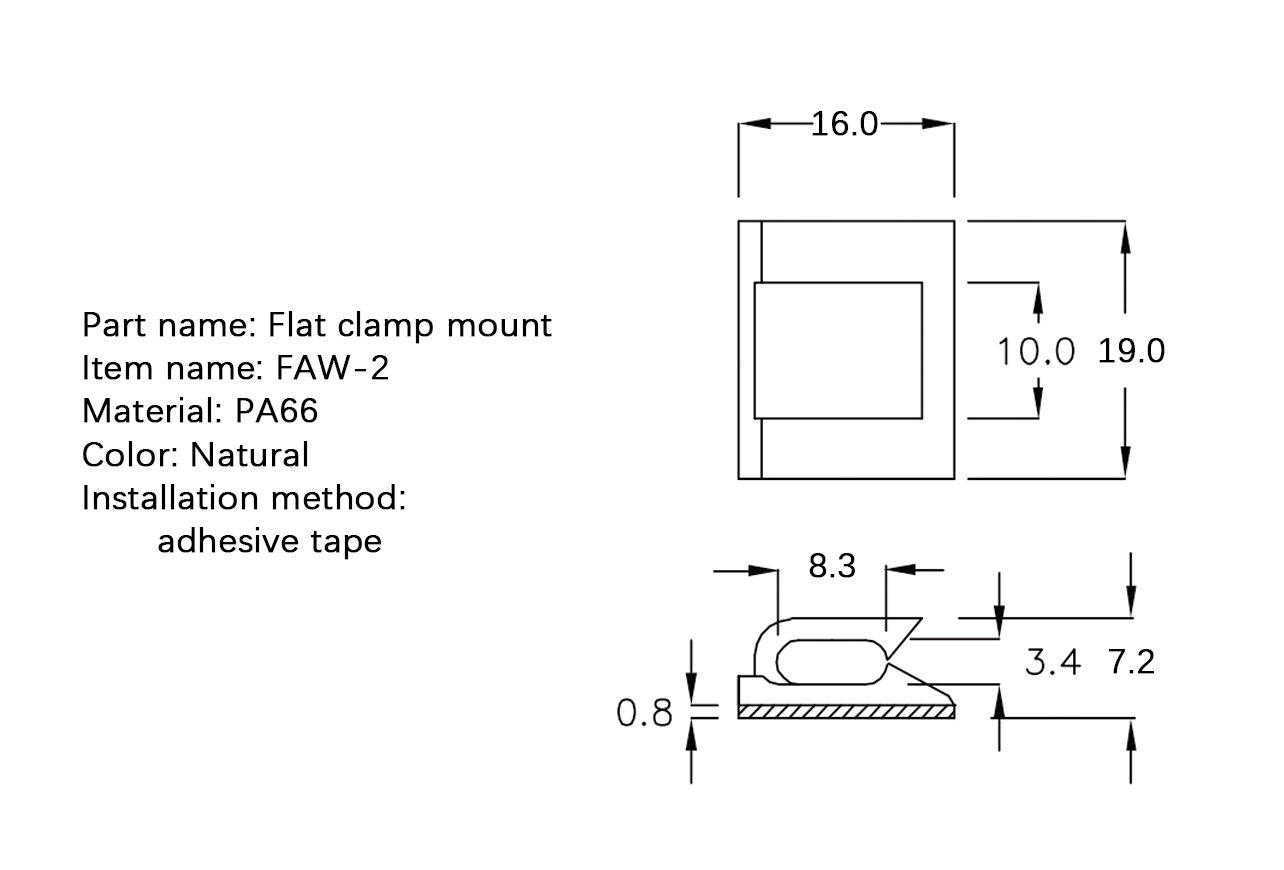 16.0
Part name: Flat clamp mount
Item name: FAW-2
Material: PA66
Color: Natural
Installation method:
adhesive tape
10.0 19.0
8.3
3.4 7.2
0.8